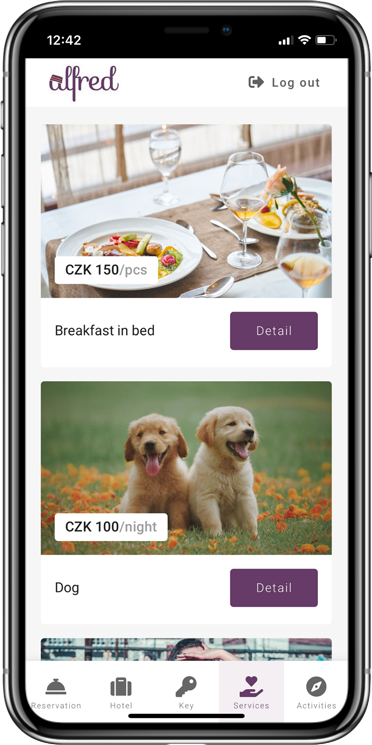 12:42
alfred
Log out
CZK 150/pcs
Breakfast in bed
Detail
CZK 100/night
Dog
Detail
Reservation
Hotel
Key
Services
Activities